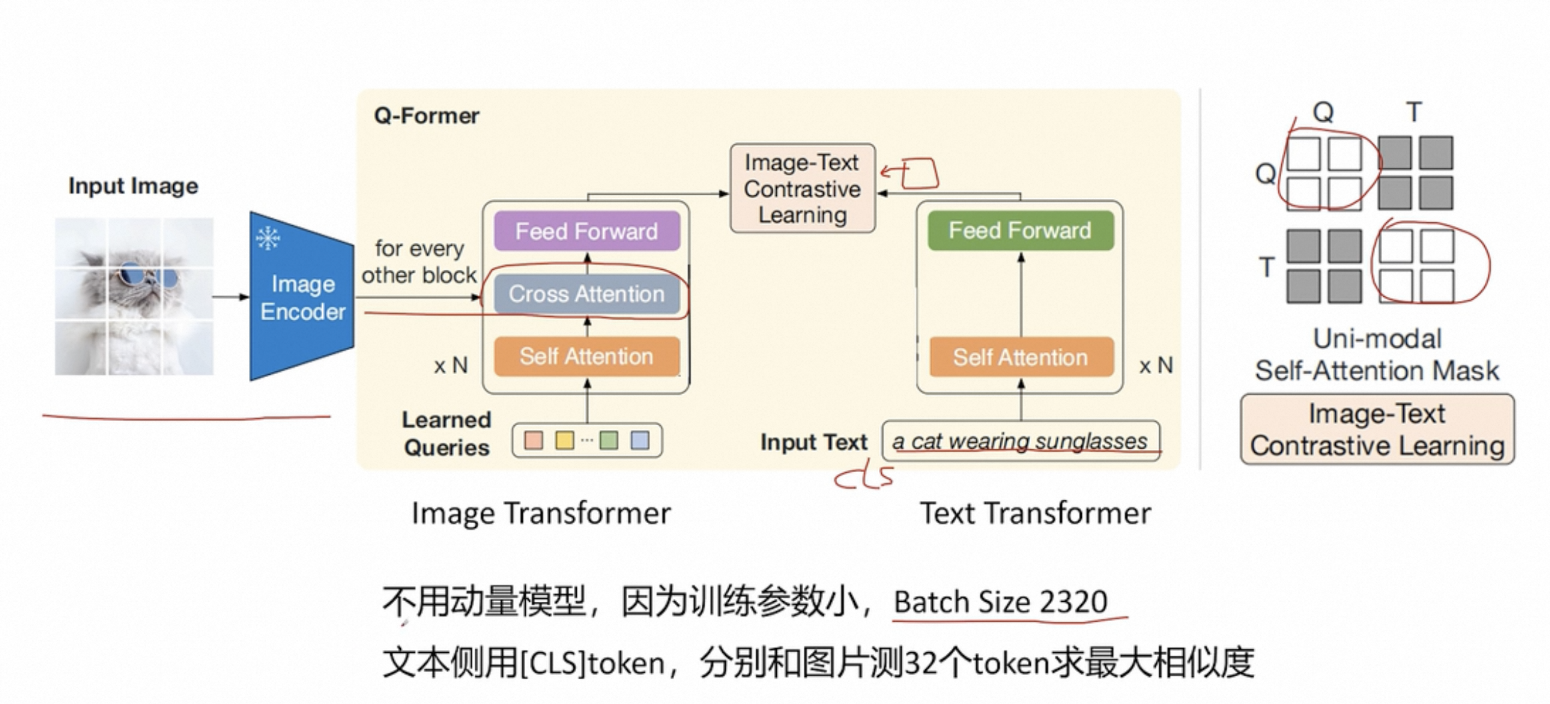 Q-Former
Input Image
Image
Encoder
for every
other block
Feed Forward
Cross Attention
Self Attention
x N
Learned
Queries
...
Image-Text
Contrastive
Learning
Feed Forward
Self Attention
x N
Input Text
a cat wearing sunglasses
cls
Image Transformer
Text Transformer
Q T
Q
T
Uni-modal
Self-Attention Mask
Image-Text
Contrastive Learning
不用动量模型，因为训练参数小，Batch Size 2320
文本侧用[CLS]token，分别和图片测32个token求最大相似度